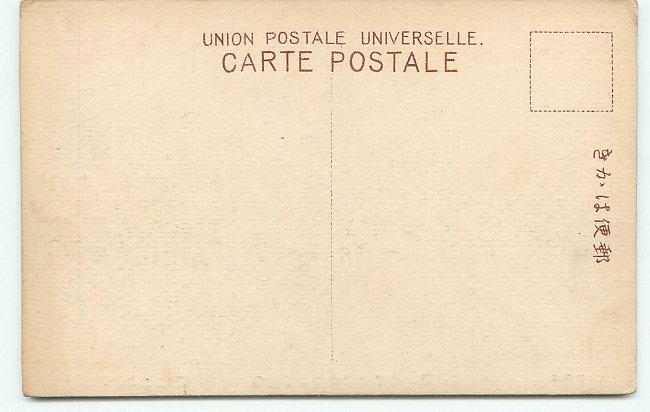 UNION POSTALE UNIVERSELLE.
CARTE POSTALE
郵便はかき